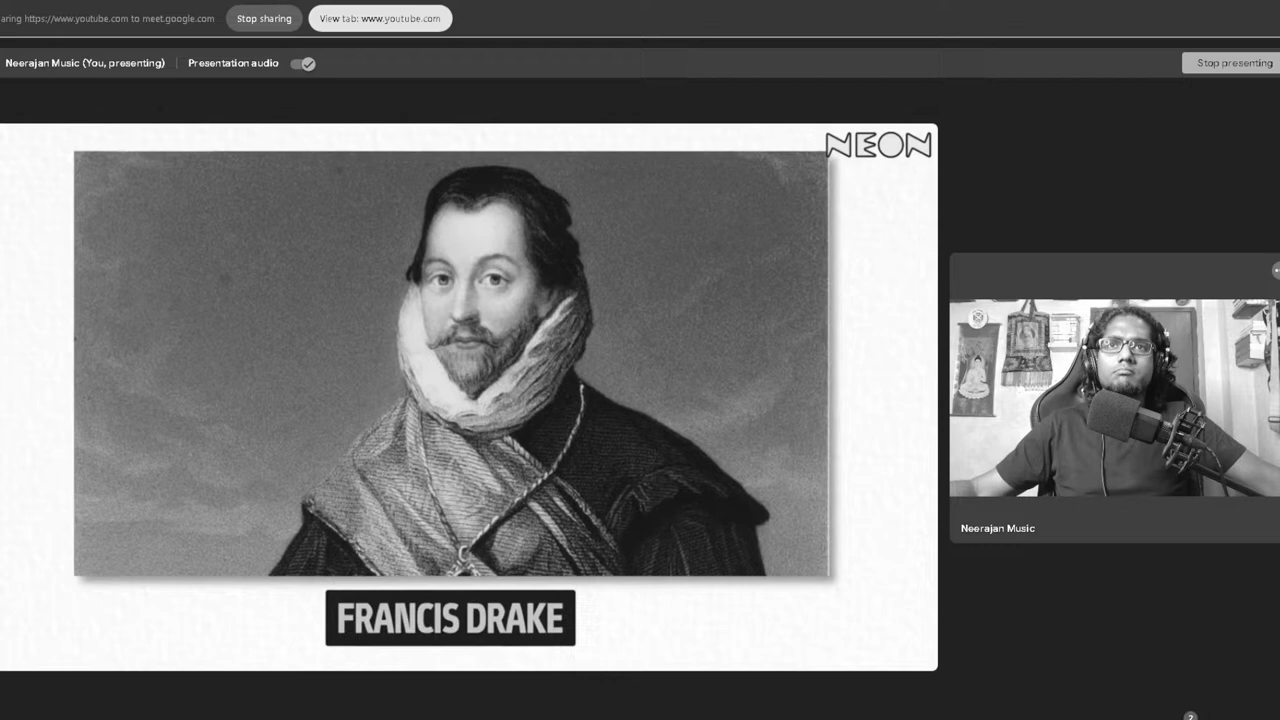 aring https://www.youtube.com to meet.google.com
Stop sharing
View tab: www.youtube.com
Neerajan Music (You, presenting)
Presentation audio
Stop presenting
NEON
FRANCIS DRAKE
Neerajan Music